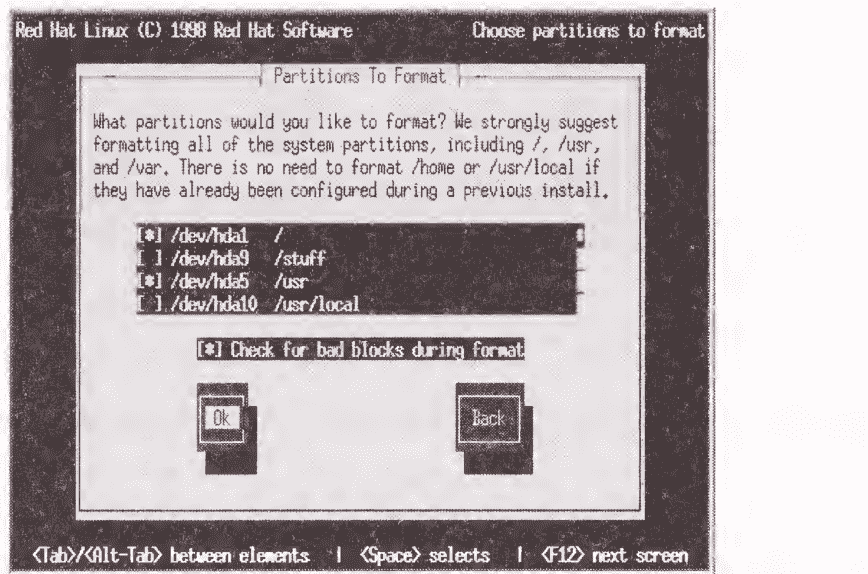 Red Hat Linux (C) 1998 Red Hat Software Choose partitions to format
Partitions To Format
What partitions would you like to format? We strongly suggest
formatting all of the system partitions, including /, /usr,
and /var. There is no need to format /home or /usr/local if
they have already been configured during a previous install.
[*] /dev/hda1 /
[ ] /dev/hda9 /stuff
[*] /dev/hda5 /usr
[ ] /dev/hda10 /usr/local
[*] Check for bad blocks during format
Ok Back
<Tab>/<Alt-Tab> between elements | <Space> selects | <F12> next screen